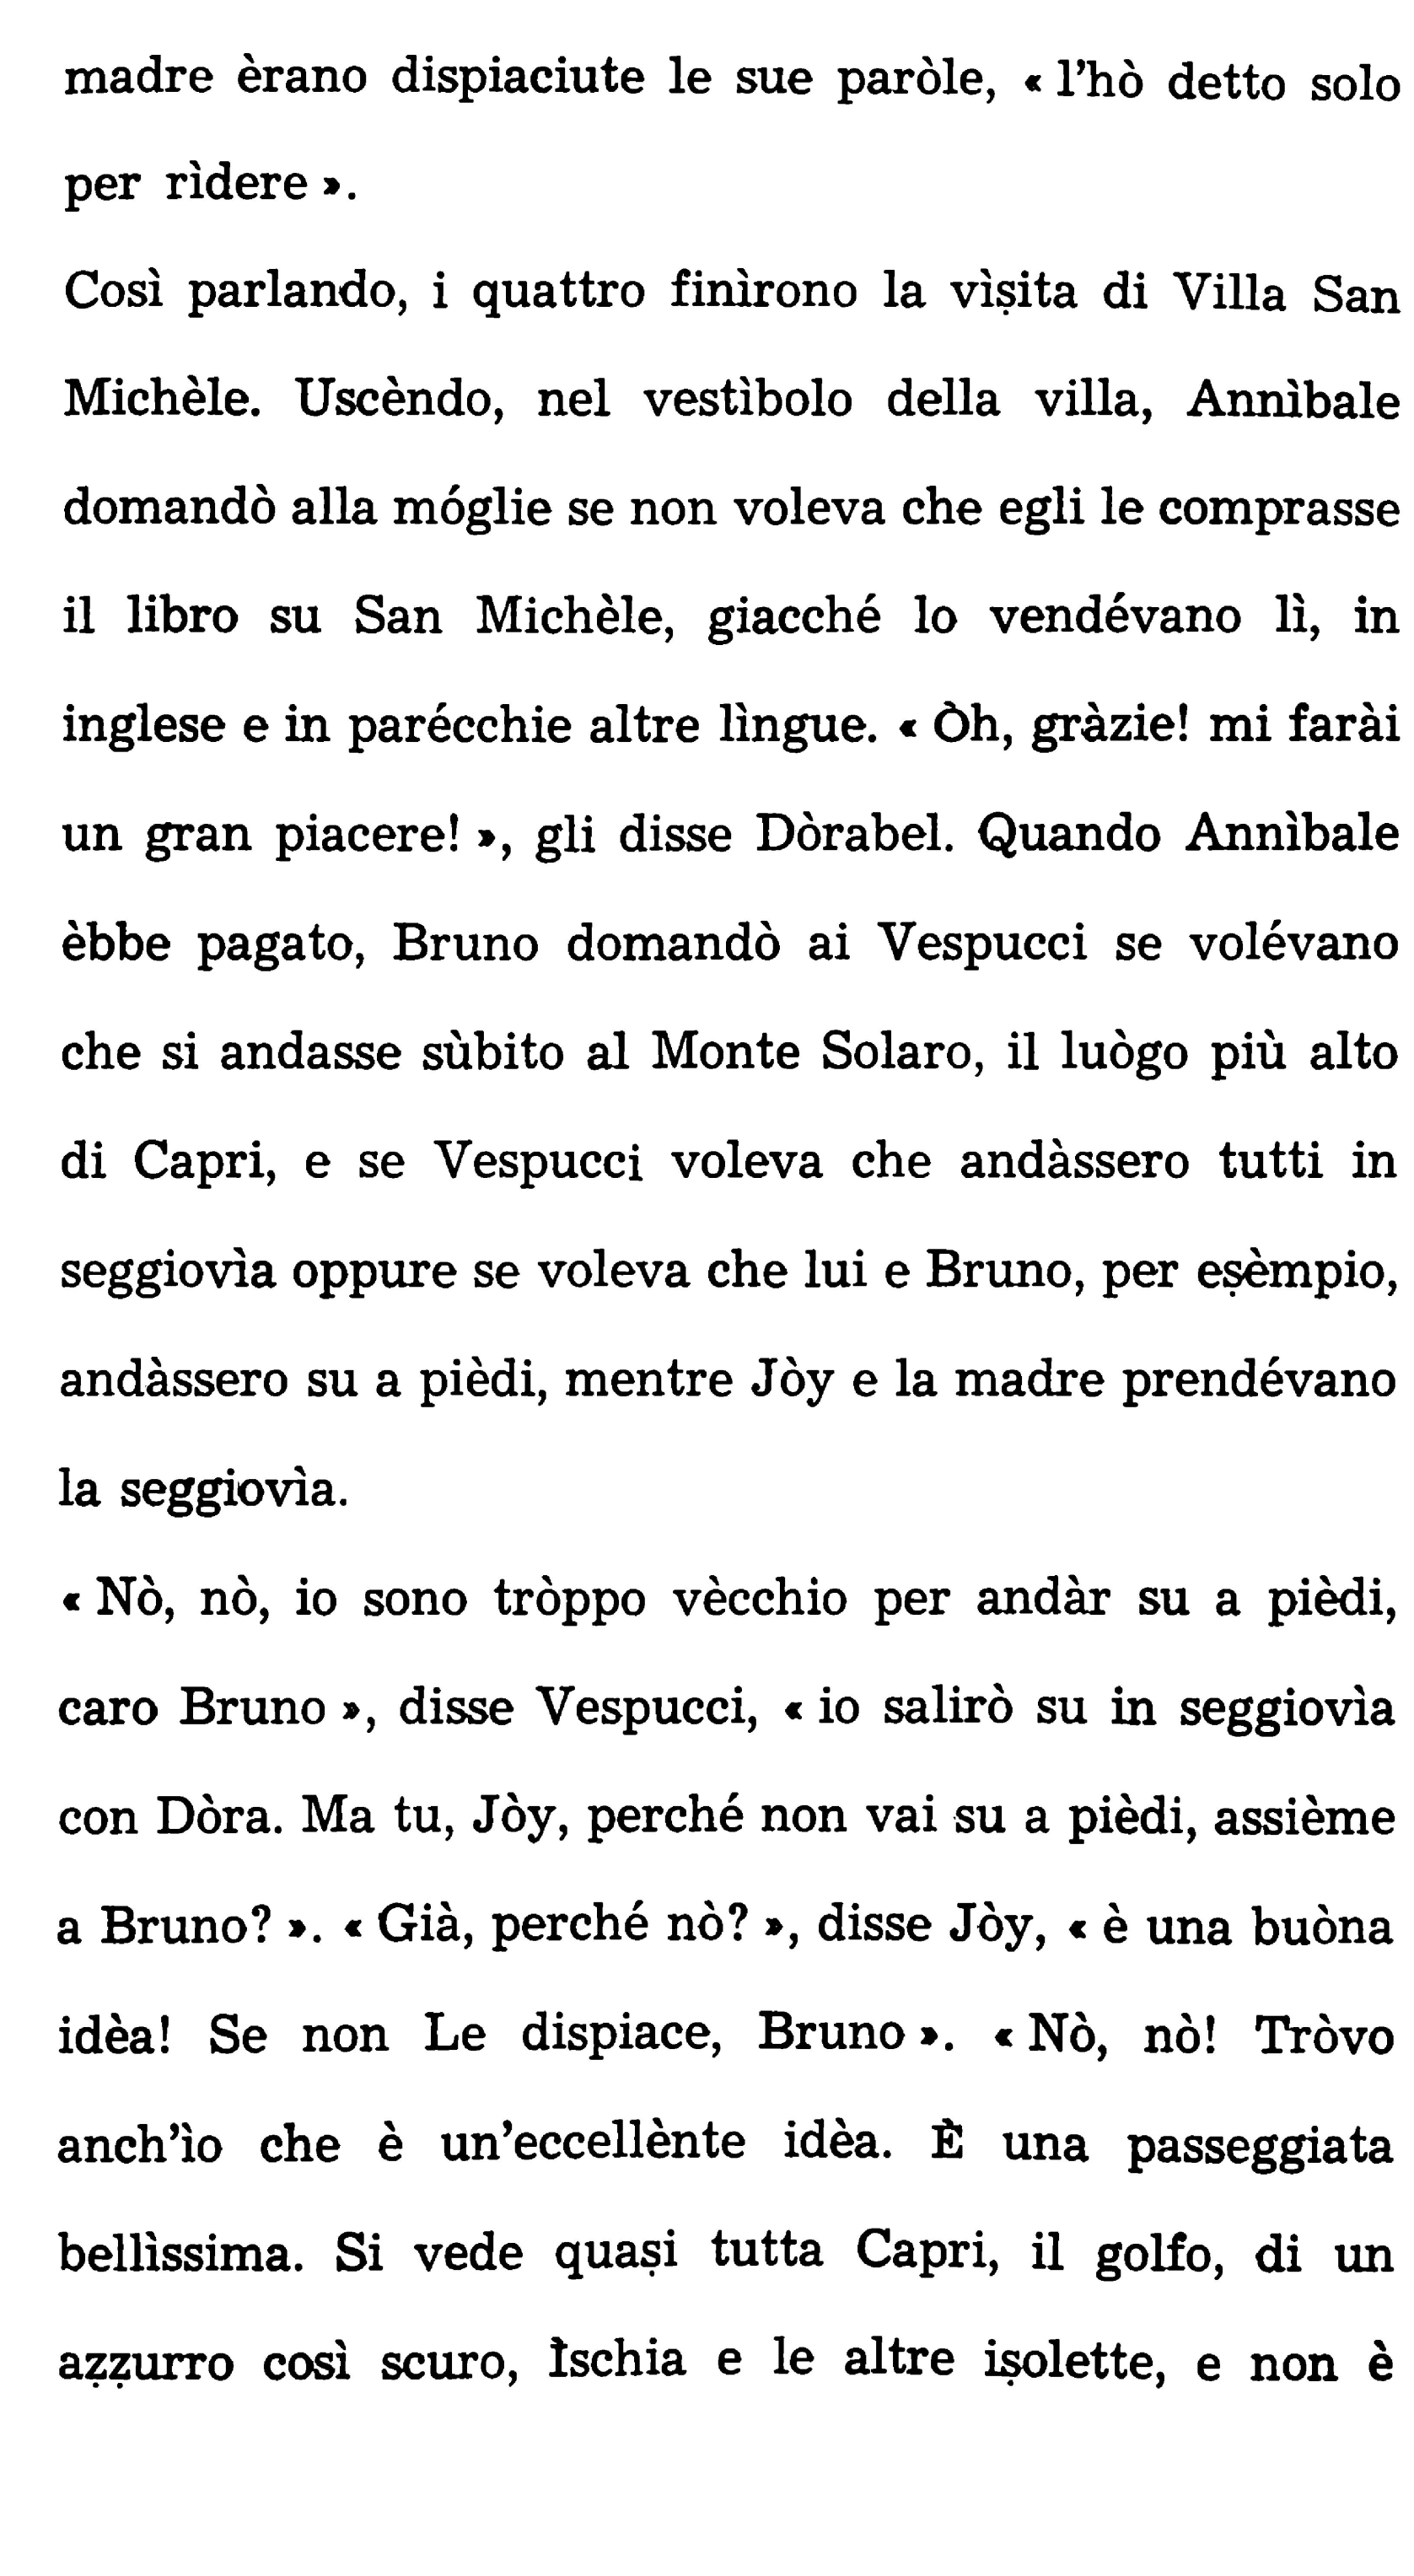 madre èrano dispiaciute le sue paròle, « l'hò detto solo
per rìdere ».
Così parlando, i quattro finìrono la vìṣita di Villa San
Michèle. Uscèndo, nel vestìbolo della villa, Annìbale
domandò alla móglie se non voleva che egli le comprasse
il libro su San Michèle, giacché lo vendévano lì, in
inglese e in parécchie altre lìngue. « Òh, gràzie! mi farài
un gran piacere! », gli disse Dòrabel. Quando Annìbale
èbbe pagato, Bruno domandò ai Vespucci se volévano
che si andasse sùbito al Monte Solaro, il luògo più alto
di Capri, e se Vespucci voleva che andàssero tutti in
seggiovìa oppure se voleva che lui e Bruno, per eṣèmpio,
andàssero su a pièdi, mentre Jòy e la madre prendévano
la seggiovìa.
« Nò, nò, io sono tròppo vècchio per andàr su a pièdi,
caro Bruno », disse Vespucci, « io salirò su in seggiovìa
con Dòra. Ma tu, Jòy, perché non vai su a pièdi, assième
a Bruno? ». « Già, perché nò? », disse Jòy, « è una buòna
idèa! Se non Le dispiace, Bruno ». « Nò, nò! Tròvo
anch'ìo che è un'eccellènte idèa. È una passeggiata
bellìssima. Si vede quaṣi tutta Capri, il golfo, di un
aẓẓurro così scuro, Ìschia e le altre iṣolette, e non è